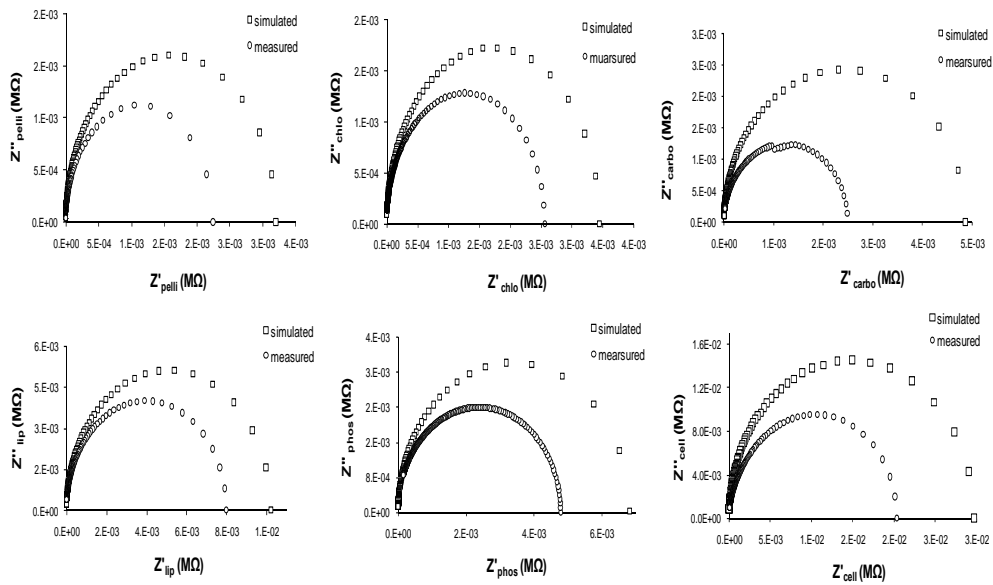 2.E-03
2.E-03
1.E-03
5.E-04
0.E+00
Z''pelli (MΩ)
simulated
measured
0.E+00 5.E-04 1.E-03 2.E-03 2.E-03 3.E-03 3.E-03 4.E-03
Z'pelli (MΩ)
2.E-03
2.E-03
1.E-03
5.E-04
0.E+00
Z''chlo (MΩ)
simulated
muarsured
0.E+00 5.E-04 1.E-03 2.E-03 2.E-03 3.E-03 3.E-03 4.E-03 4.E-03
Z'chlo (MΩ)
3.E-03
3.E-03
2.E-03
2.E-03
1.E-03
5.E-04
0.E+00
Z''carbo (MΩ)
simulated
mearsured
0.E+00 1.E-03 2.E-03 3.E-03 4.E-03 5.E-03
Z'carbo (MΩ)
6.E-03
5.E-03
3.E-03
2.E-03
0.E+00
Z''lip (MΩ)
simulated
measured
0.E+00 2.E-03 4.E-03 6.E-03 8.E-03 1.E-02
Z'lip (MΩ)
4.E-03
3.E-03
2.E-03
8.E-04
0.E+00
Z''phos (MΩ)
simulated
mearsured
0.E+00 2.E-03 4.E-03 6.E-03
Z'phos (MΩ)
1.6E-02
1.2E-02
8.0E-03
4.0E-03
0.0E+00
Z''cell (MΩ)
simulated
measured
0.E+00 5.E-03 1.E-02 2.E-02 2.E-02 3.E-02 3.E-02
Z'cell (MΩ)